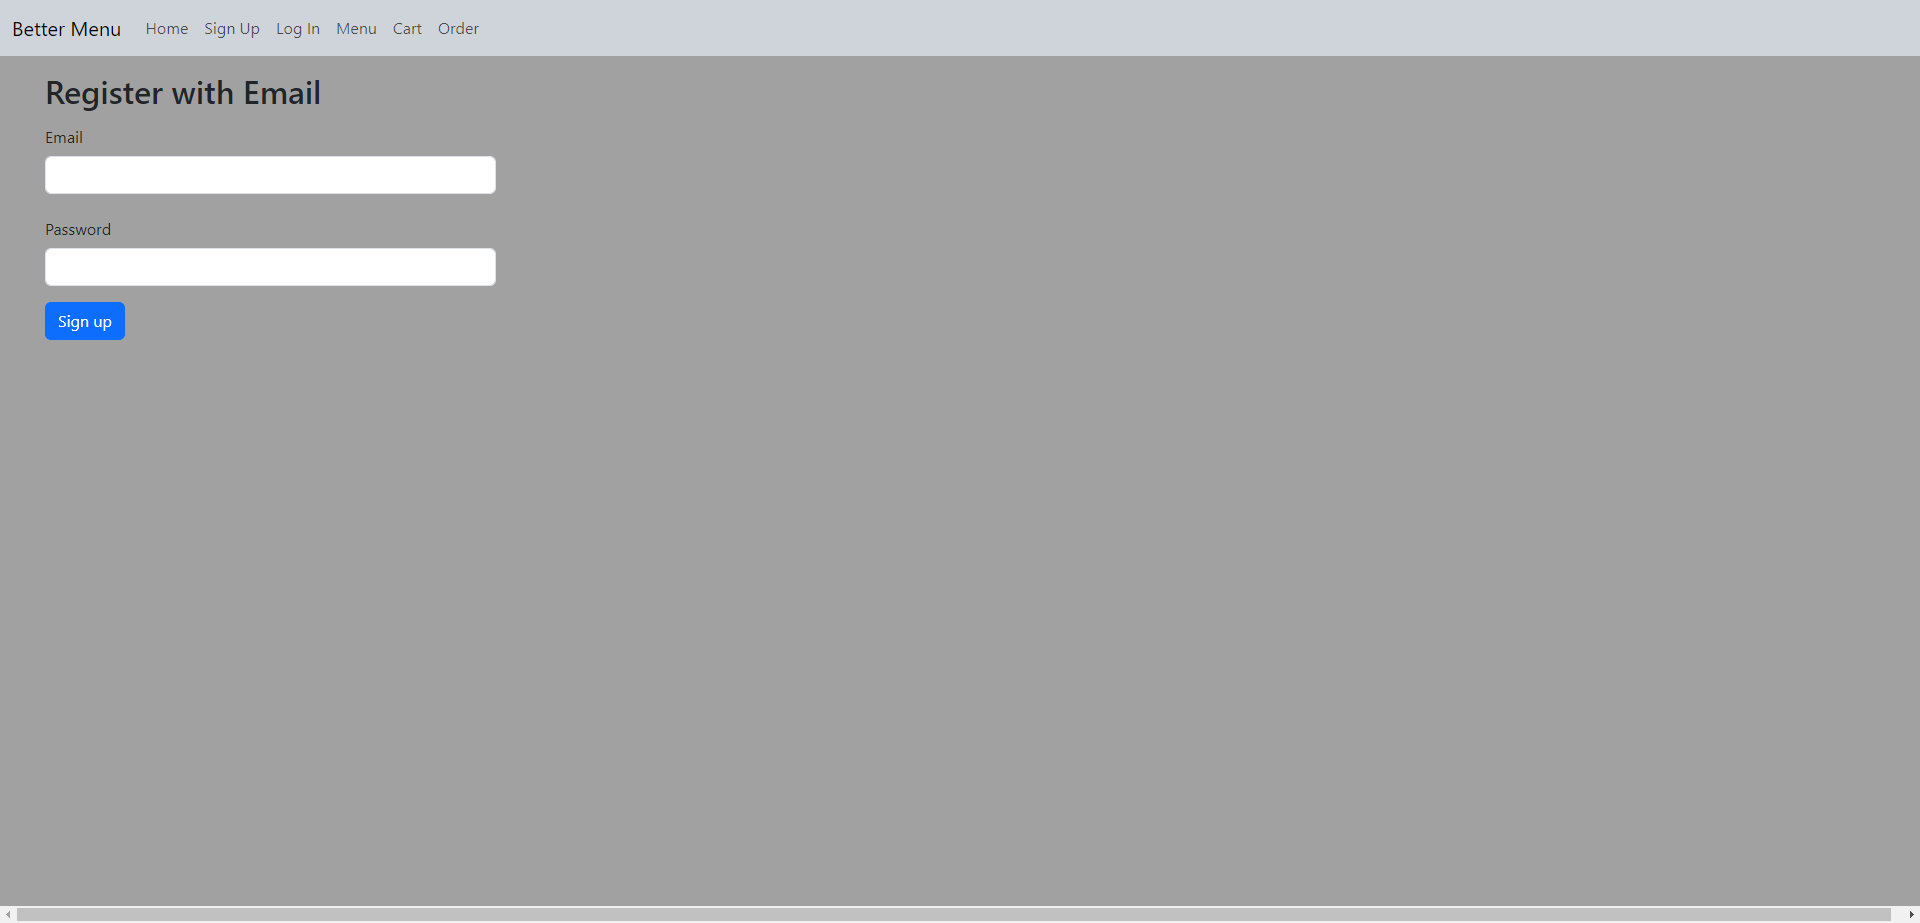 Better Menu Home Sign Up Log In Menu Cart Order
Register with Email
Email
Password
Sign up